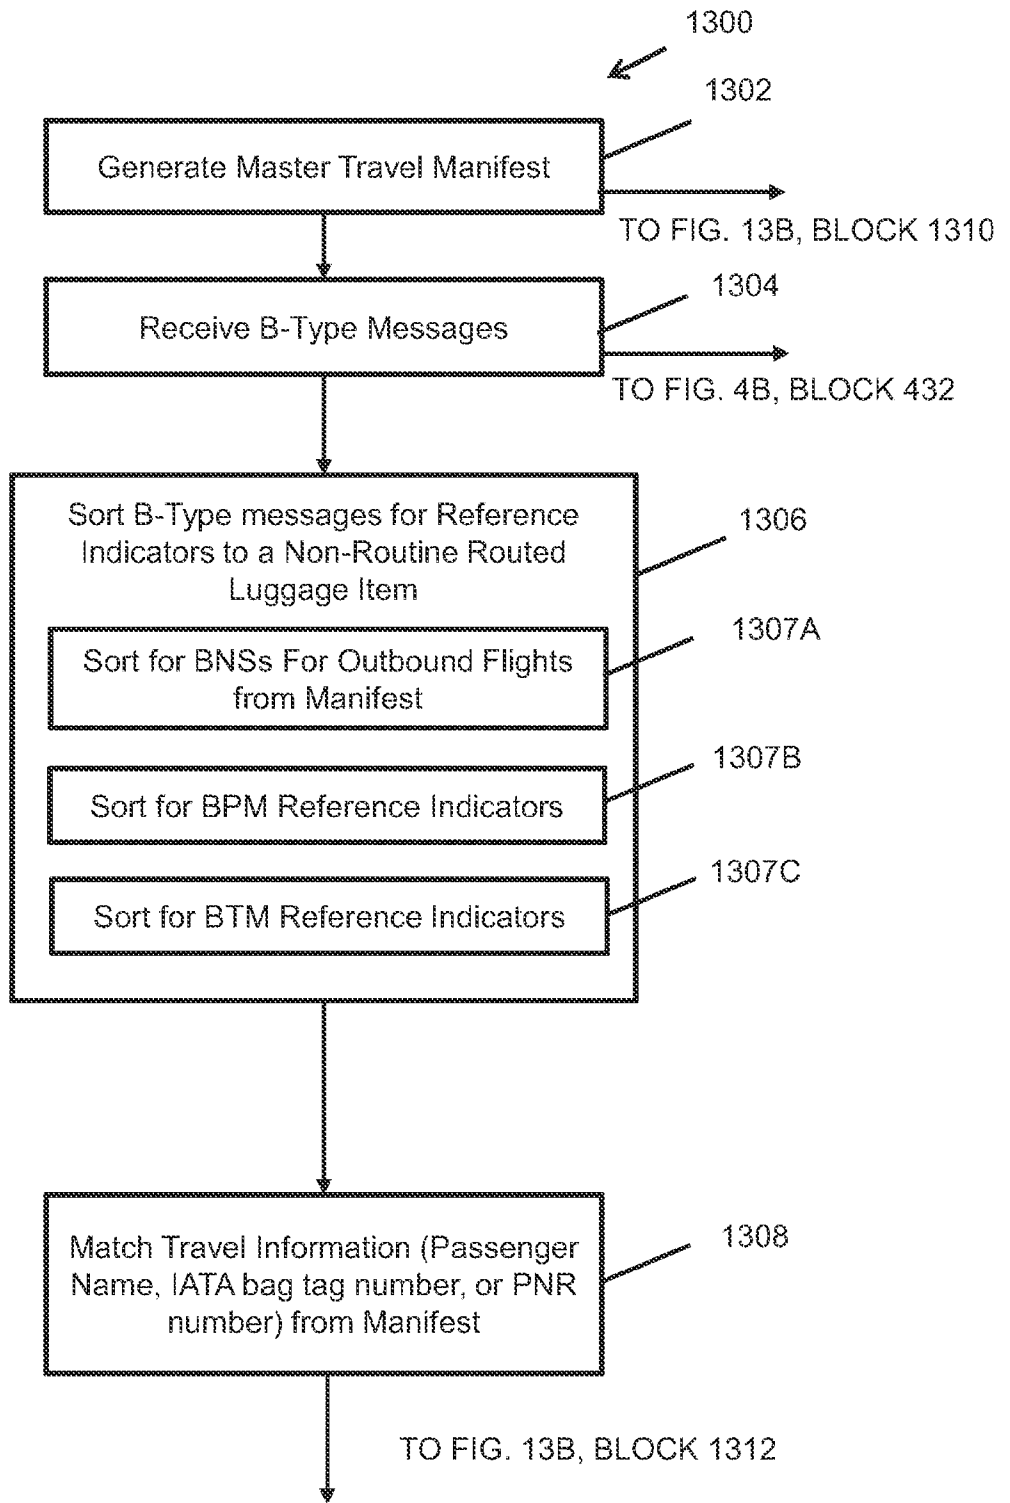 1300
1302
Generate Master Travel Manifest
TO FIG. 13B, BLOCK 1310
1304
Receive B-Type Messages
TO FIG. 4B, BLOCK 432
Sort B-Type messages for Reference
Indicators to a Non-Routine Routed
Luggage Item
1306
1307A
Sort for BNSs For Outbound Flights
from Manifest
1307B
Sort for BPM Reference Indicators
1307C
Sort for BTM Reference Indicators
1308
Match Travel Information (Passenger
Name, IATA bag tag number, or PNR
number) from Manifest
TO FIG. 13B, BLOCK 1312